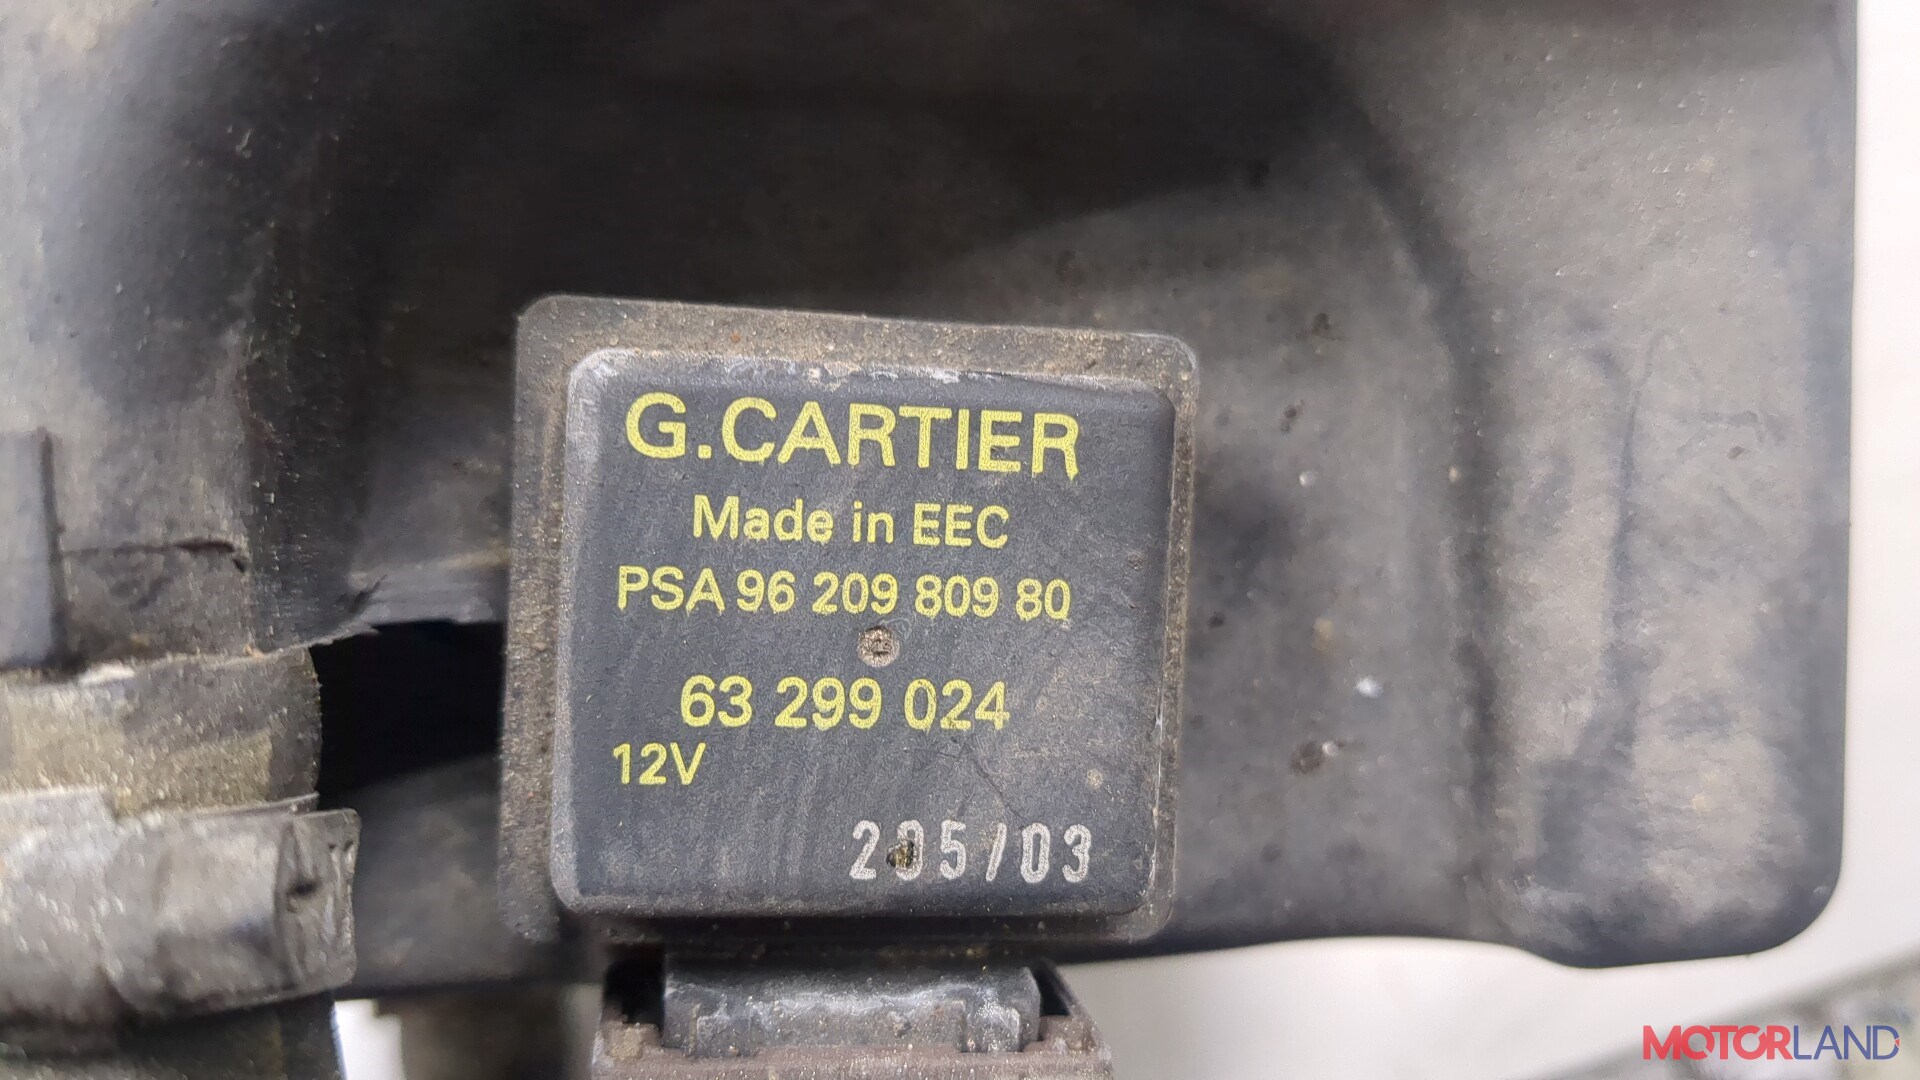 G.CARTIER
Made in EEC
PSA 96 209 809 80
63 299 024
12V
205/03
MOTORLAND